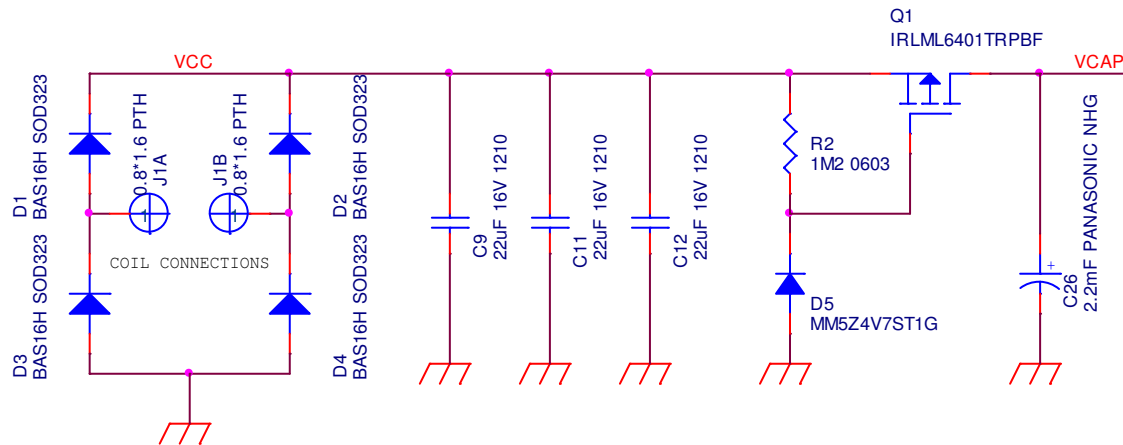 Q1
IRLML6401TRPBF
VCC
VCAP
D1
BAS16H SOD323
0.8*1.6 PTH
J1A
J1B
0.8*1.6 PTH
D2
BAS16H SOD323
R2
1M2 0603
COIL CONNECTIONS
C9
22uF 16V 1210
C11
22uF 16V 1210
C12
22uF 16V 1210
D3
BAS16H SOD323
D4
BAS16H SOD323
D5
MM5Z4V7ST1G
+
C26
2.2mF PANASONIC NHG